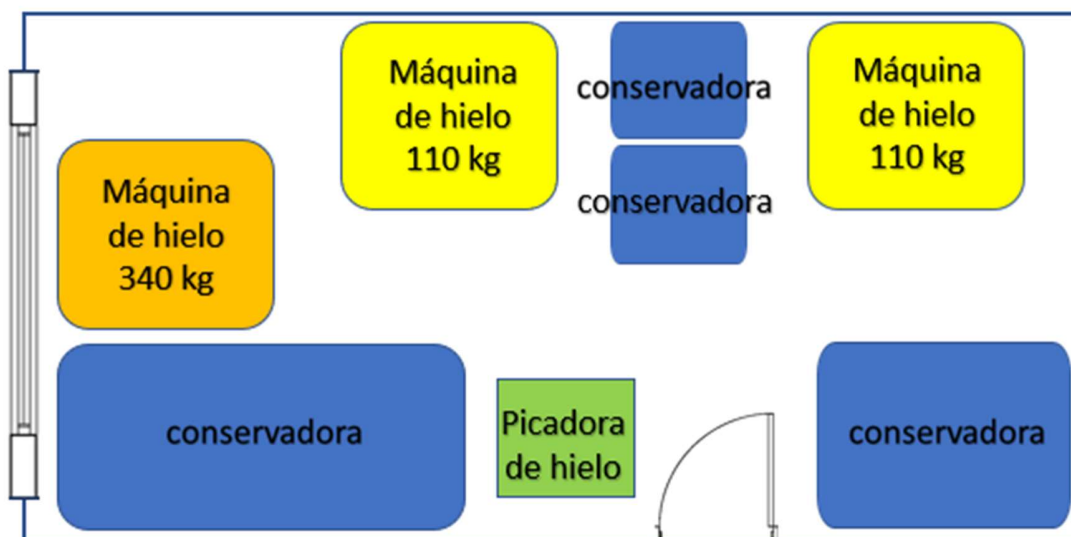 Máquina
de hielo
110 kg
conservadora
Máquina
de hielo
110 kg
conservadora
Máquina
de hielo
340 kg
conservadora
Picadora
de hielo
conservadora